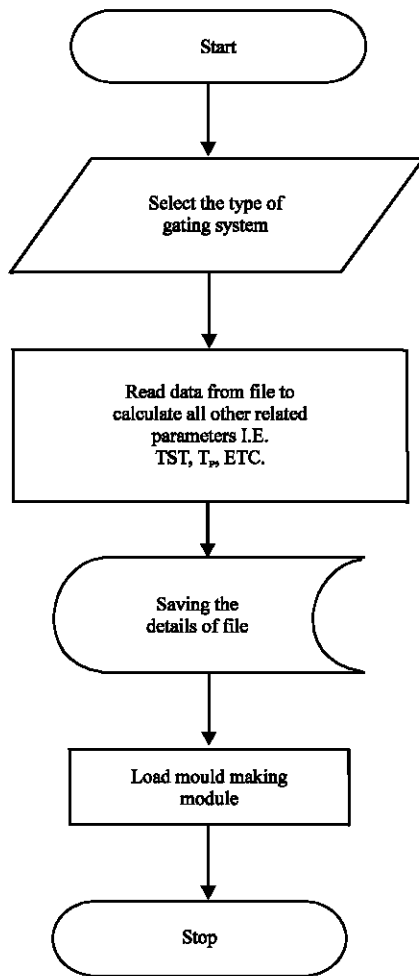 Start
Select the type of
gating system
Read data from file to
calculate all other related
parameters I.E.
TST, Tₚ, ETC.
Saving the
details of file
Load mould making
module
Stop